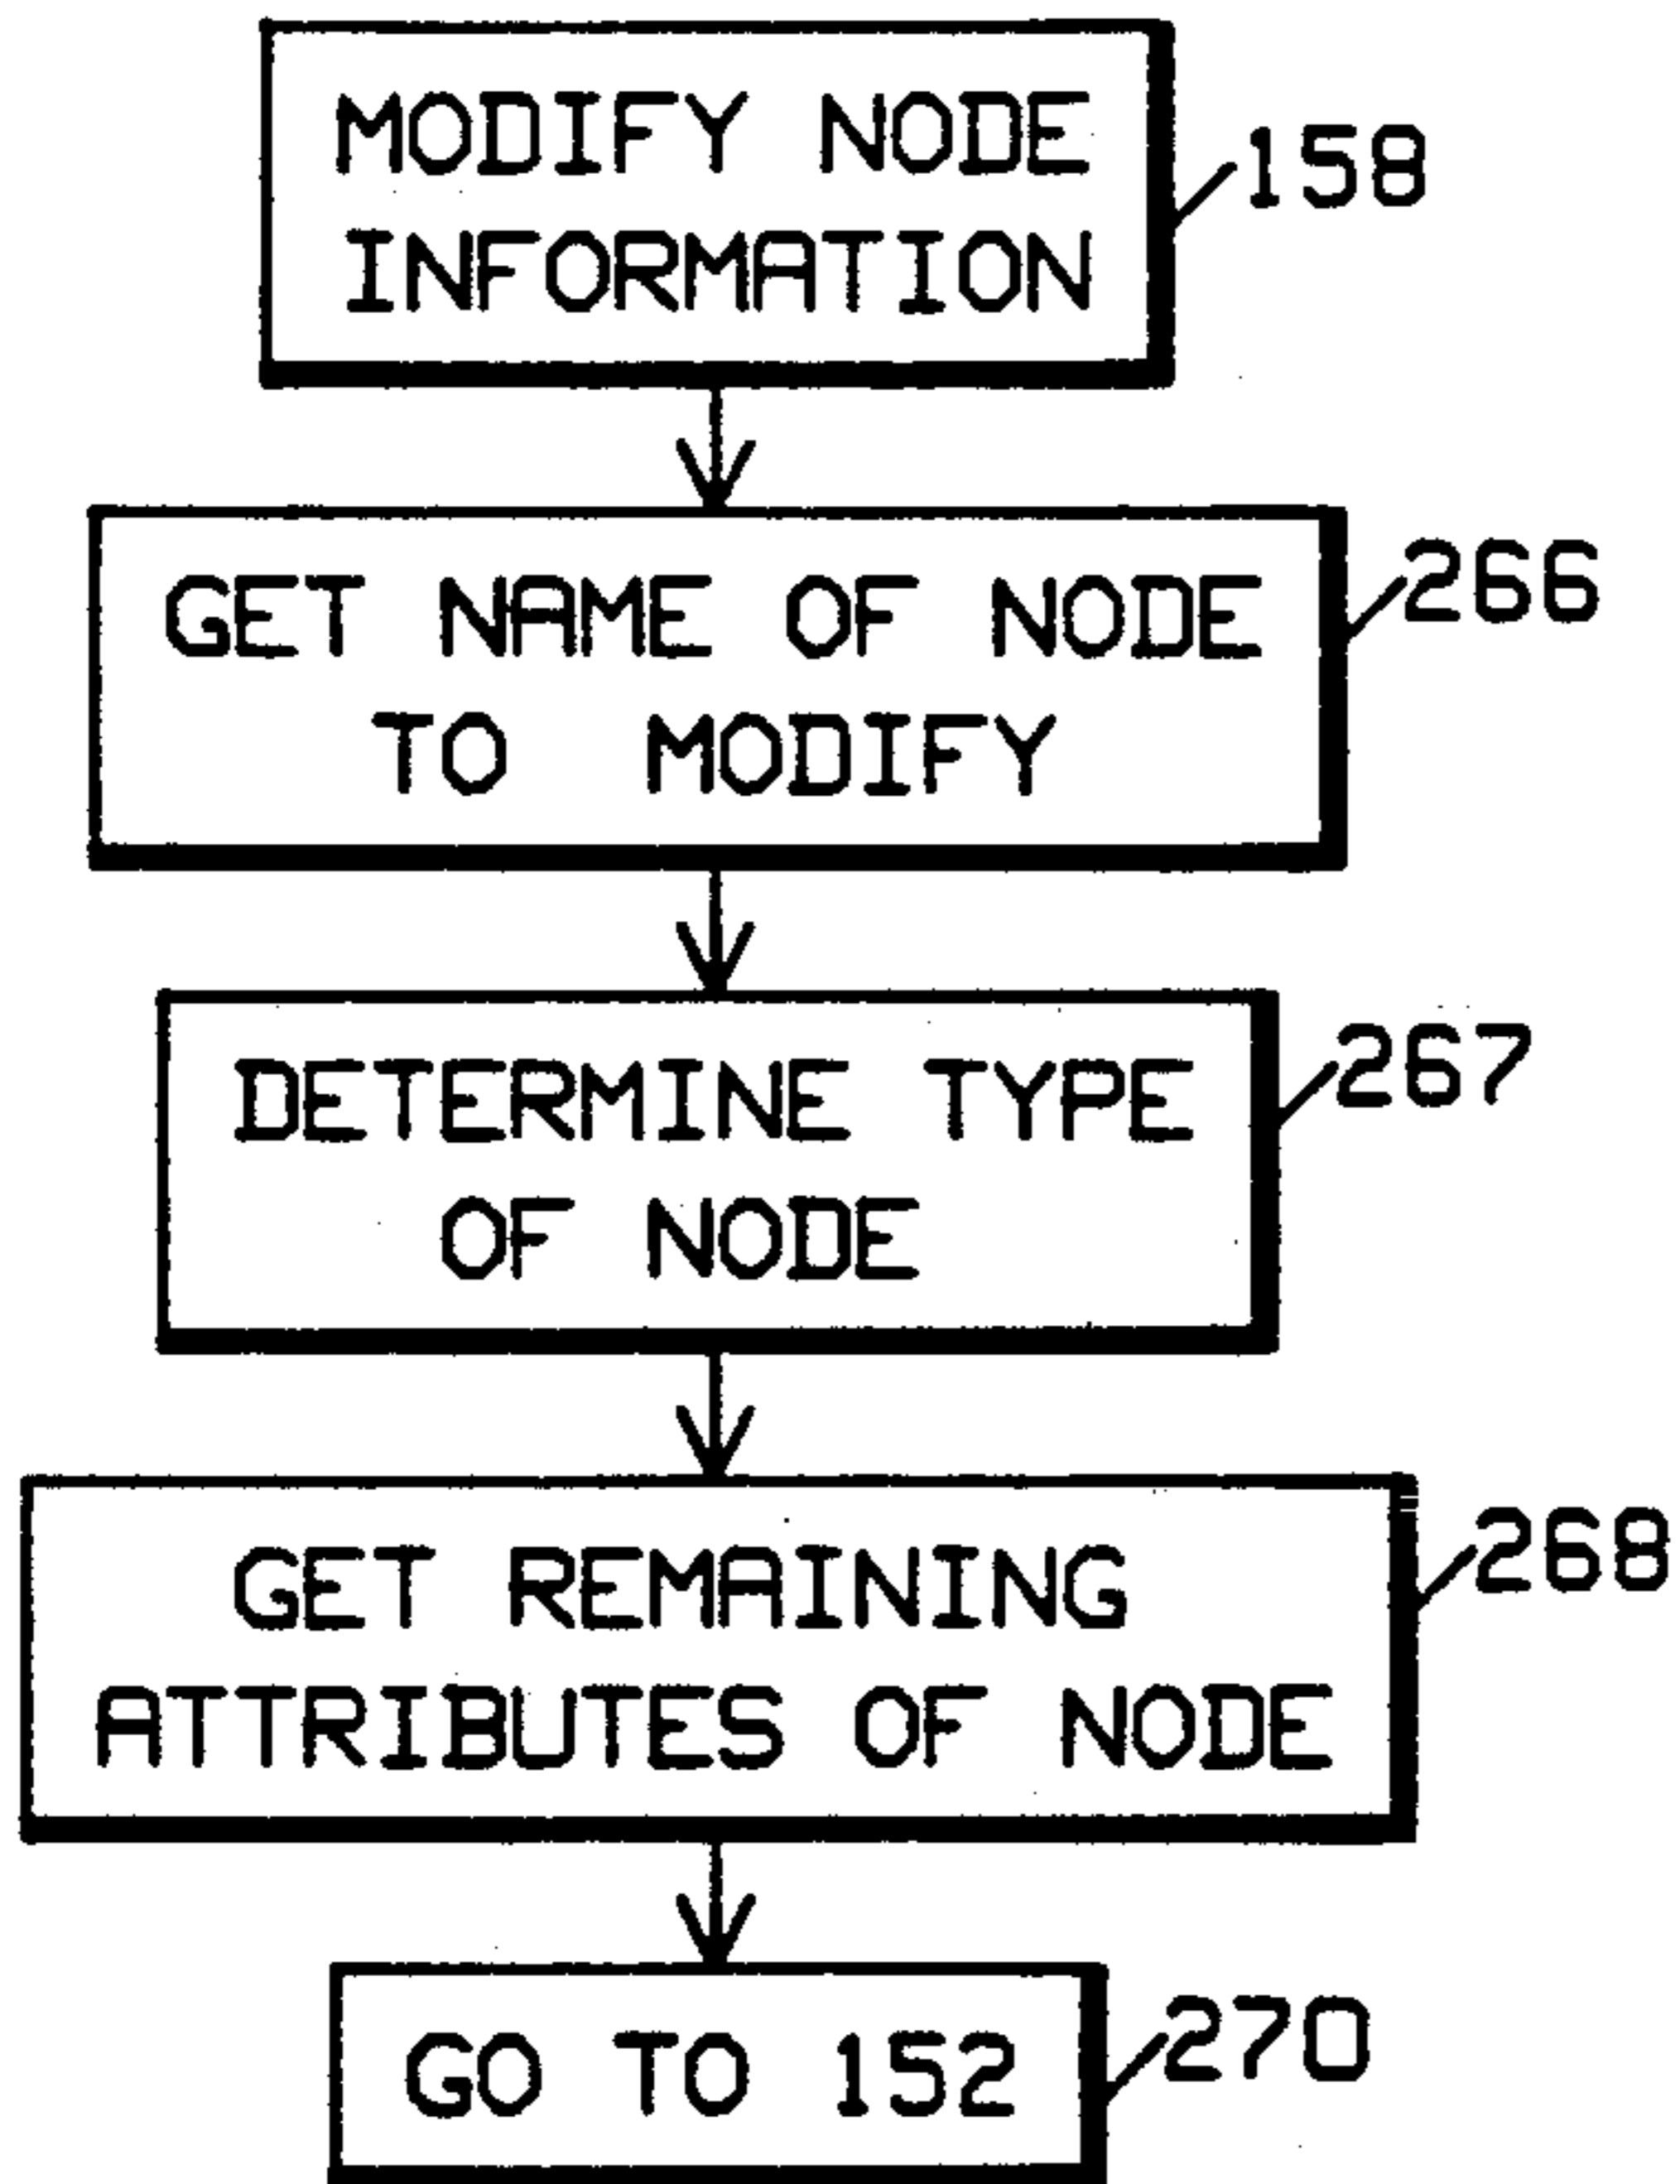 MODIFY NODE
INFORMATION
158
GET NAME OF NODE
TO MODIFY
266
DETERMINE TYPE
OF NODE
267
GET REMAINING
ATTRIBUTES OF NODE
268
GO TO 152
270